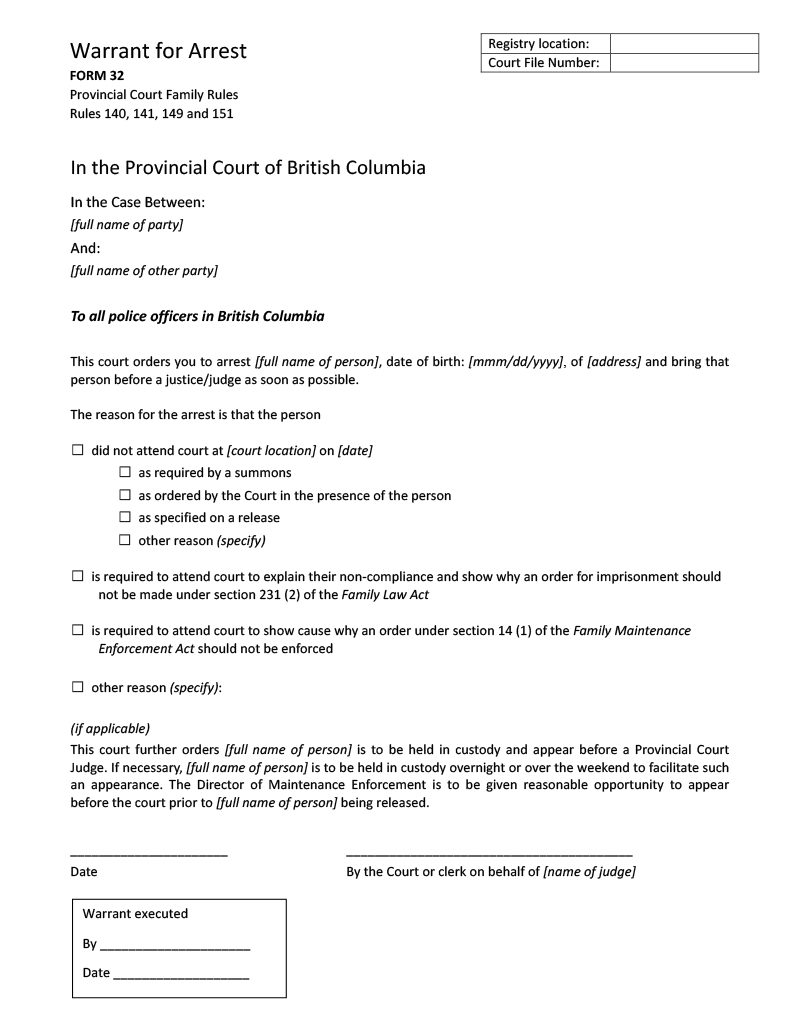 Warrant for Arrest
FORM 32
Provincial Court Family Rules
Rules 140, 141, 149 and 151
Registry location:
Court File Number:
In the Provincial Court of British Columbia
In the Case Between:
[full name of party]
And:
[full name of other party]
To all police officers in British Columbia
This court orders you to arrest [full name of person], date of birth: [mmm/dd/yyyy], of [address] and bring that
person before a justice/judge as soon as possible.
The reason for the arrest is that the person
☐ did not attend court at [court location] on [date]
☐ as required by a summons
☐ as ordered by the Court in the presence of the person
☐ as specified on a release
☐ other reason (specify)
☐ is required to attend court to explain their non-compliance and show why an order for imprisonment should
not be made under section 231 (2) of the Family Law Act
☐ is required to attend court to show cause why an order under section 14 (1) of the Family Maintenance
Enforcement Act should not be enforced
☐ other reason (specify):
(if applicable)
This court further orders [full name of person] is to be held in custody and appear before a Provincial Court
Judge. If necessary, [full name of person] is to be held in custody overnight or over the weekend to facilitate such
an appearance. The Director of Maintenance Enforcement is to be given reasonable opportunity to appear
before the court prior to [full name of person] being released.
______________________ ________________________________________
Date By the Court or clerk on behalf of [name of judge]
Warrant executed
By _____________________
Date ___________________